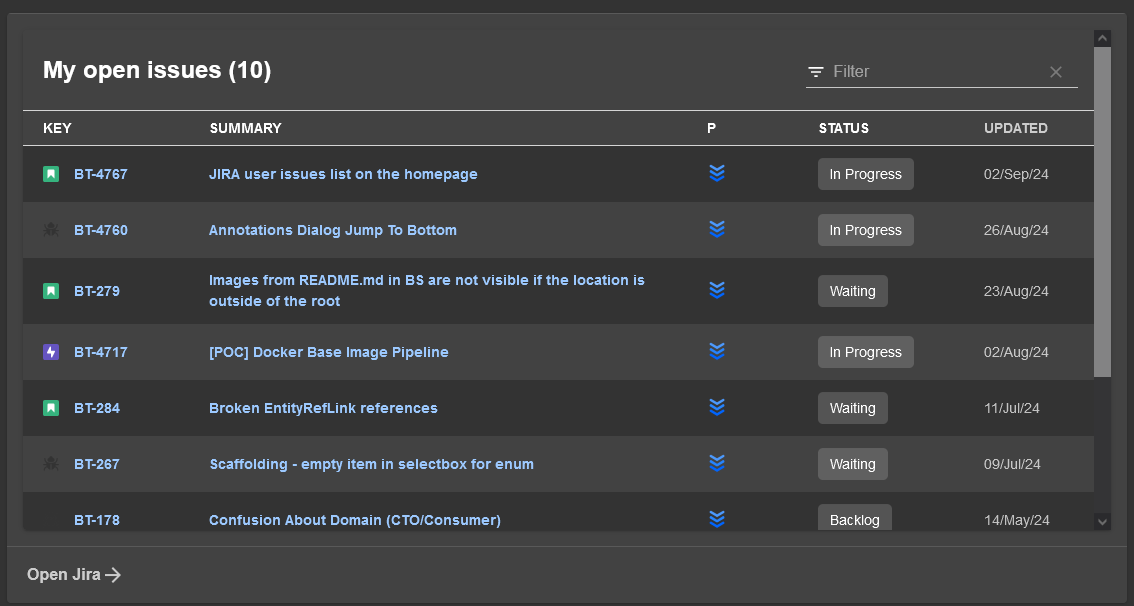 My open issues (10)
Filter
KEY SUMMARY P STATUS UPDATED
BT-4767 JIRA user issues list on the homepage In Progress 02/Sep/24
BT-4760 Annotations Dialog Jump To Bottom In Progress 26/Aug/24
BT-279 Images from README.md in BS are not visible if the location is
outside of the root Waiting 23/Aug/24
BT-4717 [POC] Docker Base Image Pipeline In Progress 02/Aug/24
BT-284 Broken EntityRefLink references Waiting 11/Jul/24
BT-267 Scaffolding - empty item in selectbox for enum Waiting 09/Jul/24
BT-178 Confusion About Domain (CTO/Consumer) Backlog 14/May/24
Open Jira